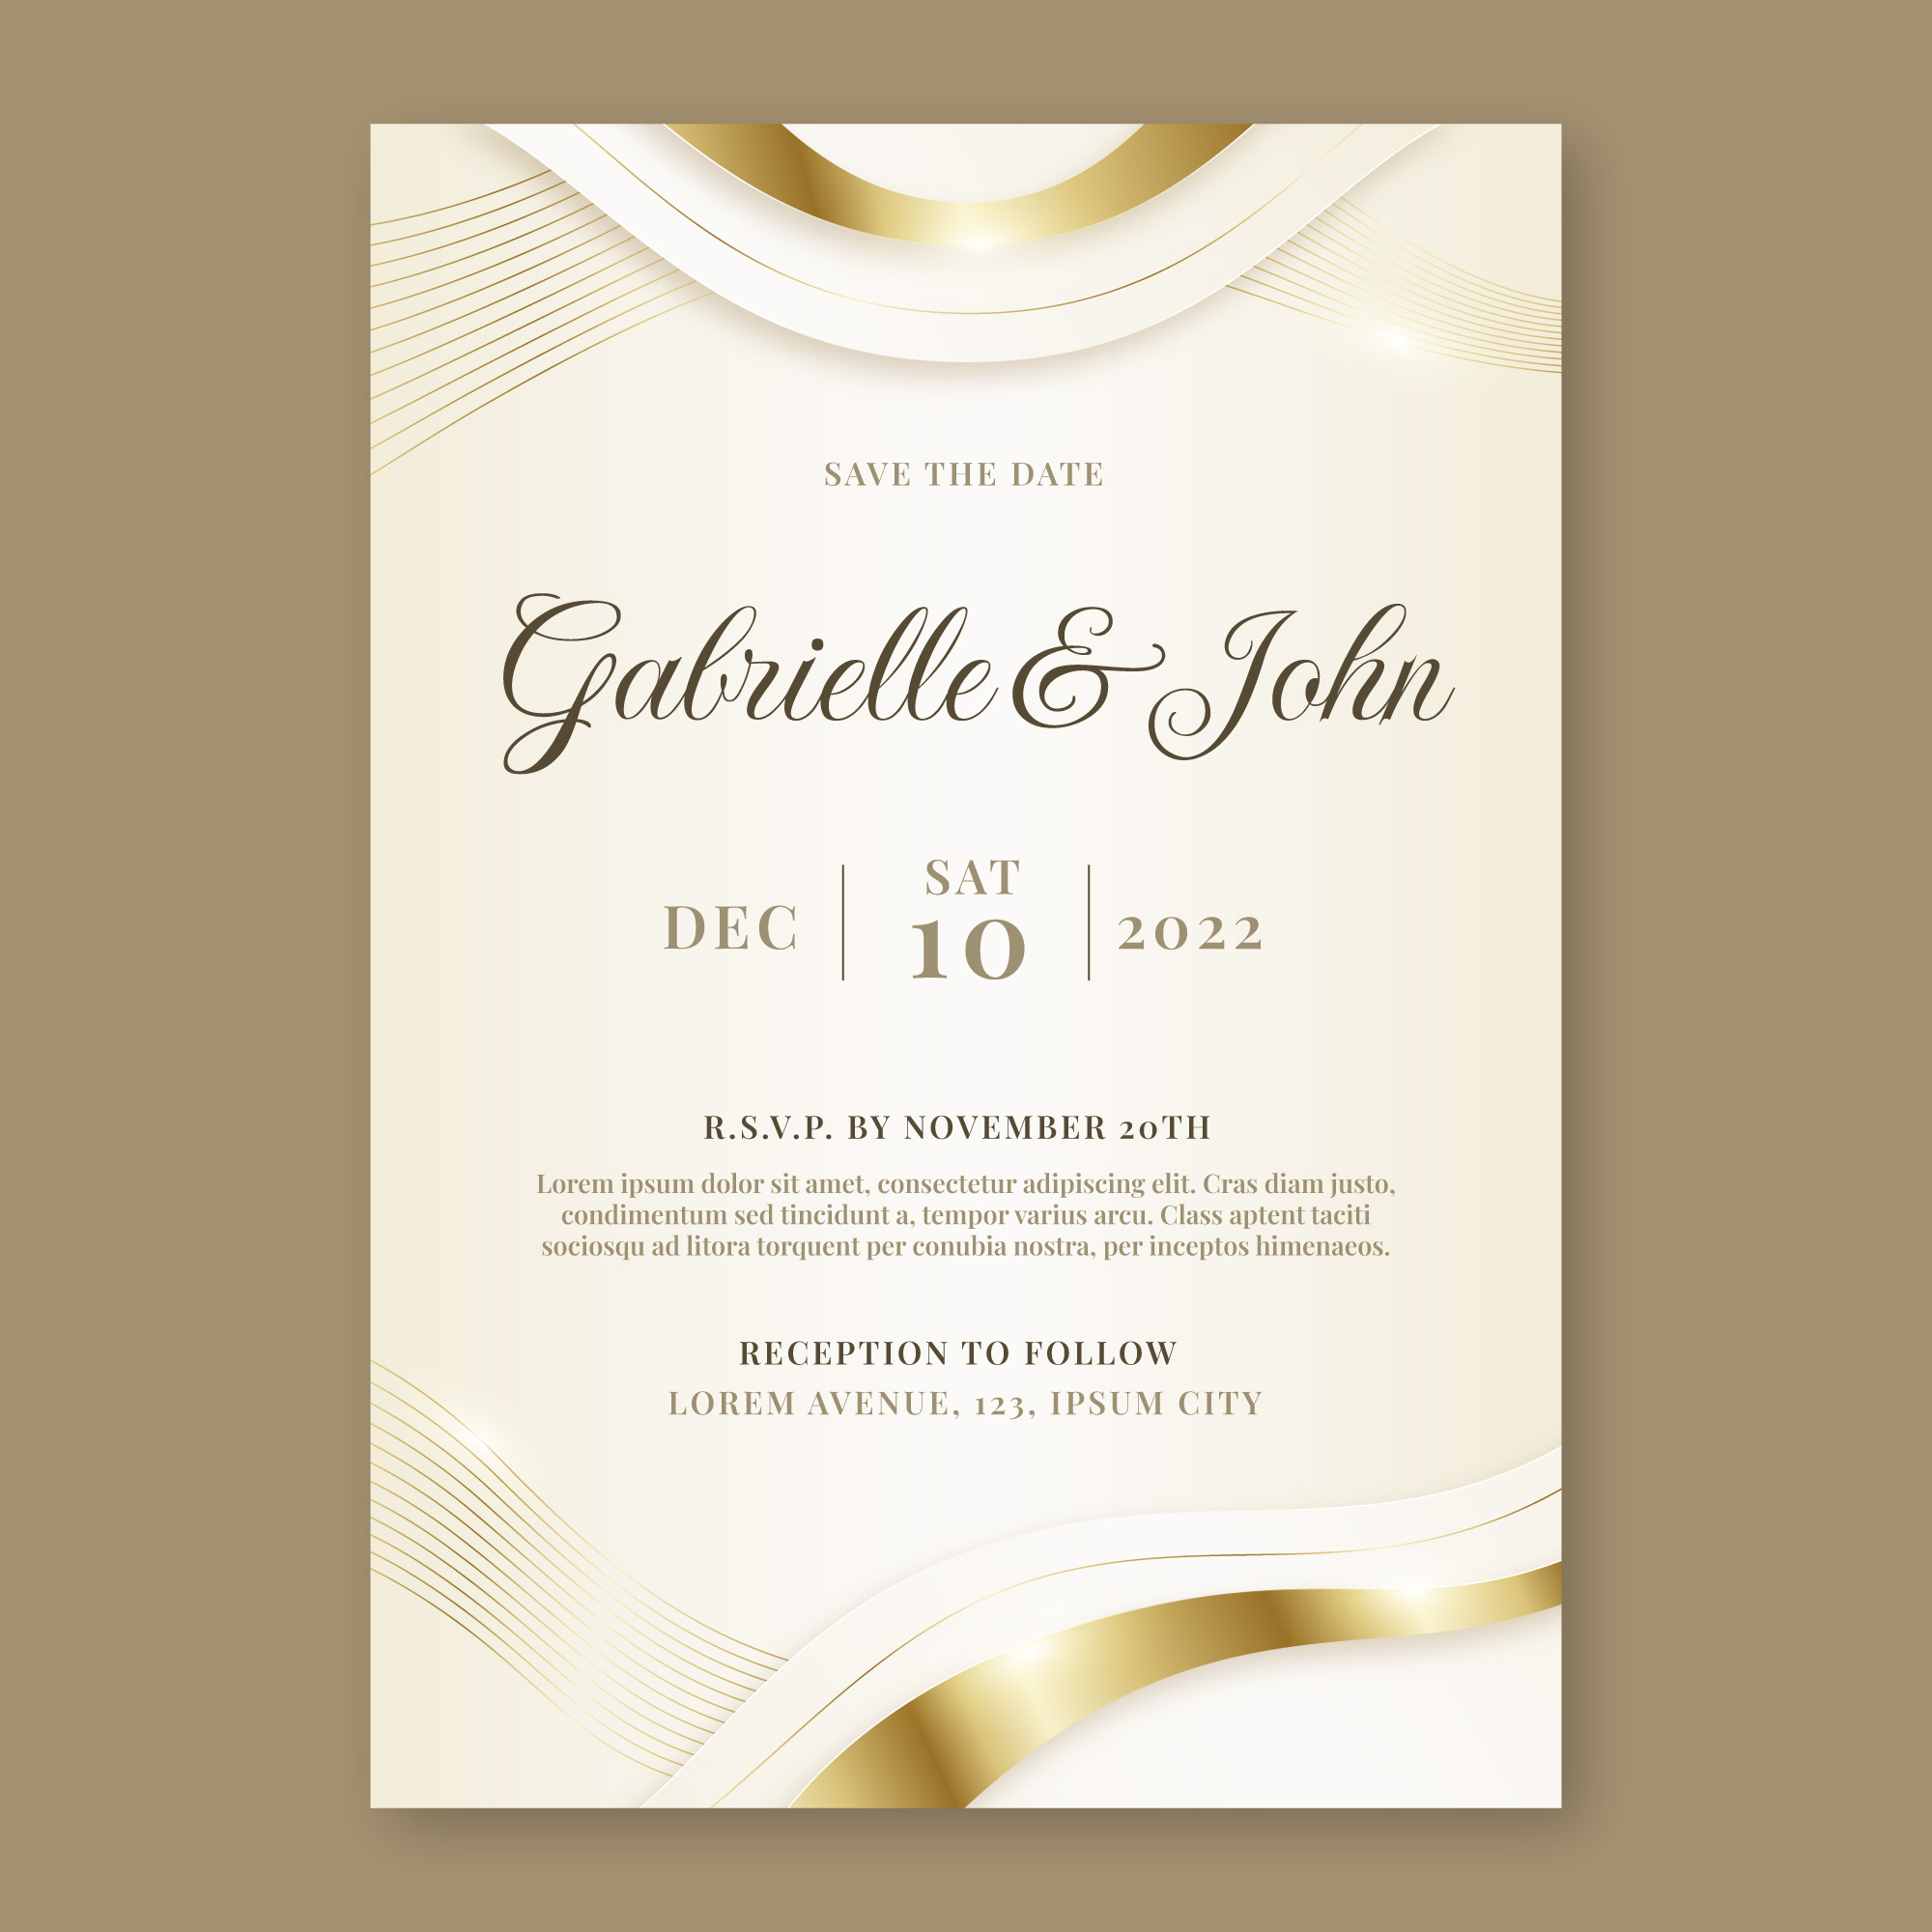 SAVE THE DATE
Gabrielle & John
SAT
DEC 10 2022
R.S.V.P. BY NOVEMBER 20TH
Lorem ipsum dolor sit amet, consectetur adipiscing elit. Cras diam justo,
condimentum sed tincidunt a, tempor varius arcu. Class aptent taciti
sociosqu ad litora torquent per conubia nostra, per inceptos himenaeos.
RECEPTION TO FOLLOW
LOREM AVENUE, 123, IPSUM CITY